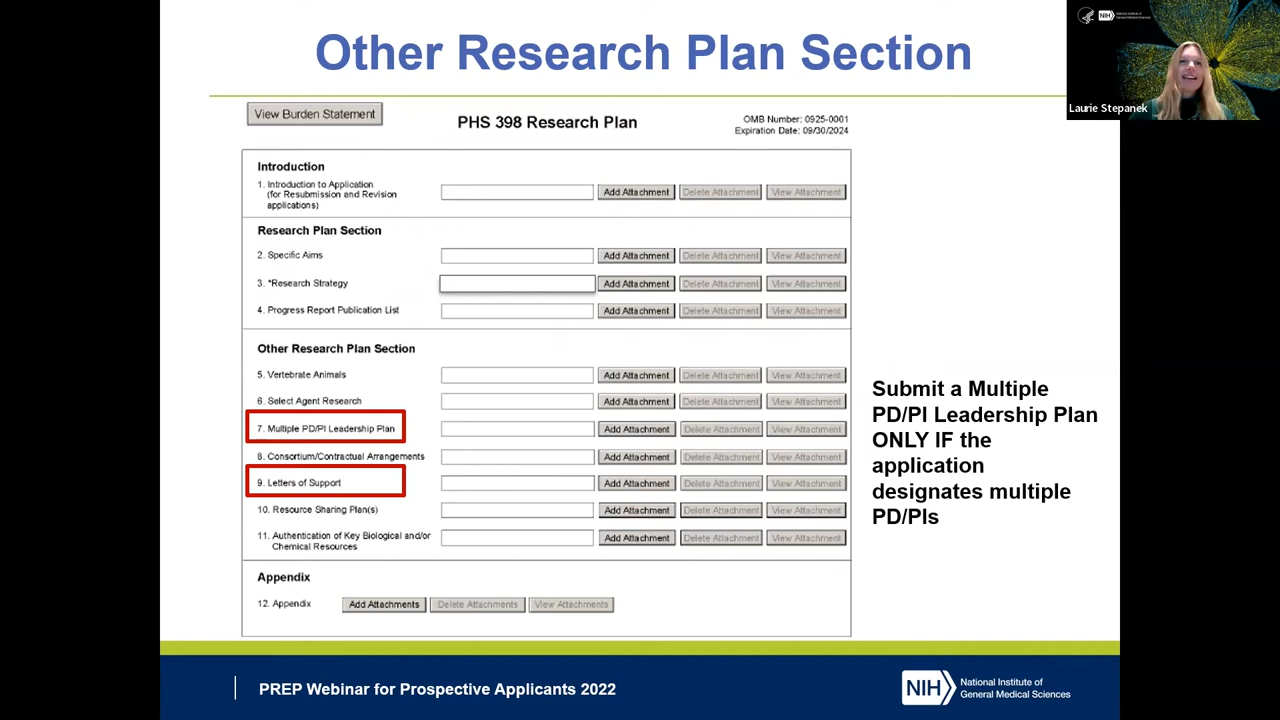 Other Research Plan Section
National Institute of
General Medical Sciences
NIH
Laurie Stepanek
View Burden Statement
PHS 398 Research Plan
OMB Number: 0925-0001
Expiration Date: 09/30/2024
Introduction
1. Introduction to Application
(for Resubmission and Revision
applications)
Add Attachment Delete Attachment View Attachment
Research Plan Section
2. Specific Aims Add Attachment Delete Attachment View Attachment
3. *Research Strategy Add Attachment Delete Attachment View Attachment
4. Progress Report Publication List Add Attachment Delete Attachment View Attachment
Other Research Plan Section
5. Vertebrate Animals Add Attachment Delete Attachment View Attachment
6. Select Agent Research Add Attachment Delete Attachment View Attachment
7. Multiple PD/PI Leadership Plan Add Attachment Delete Attachment View Attachment
8. Consortium/Contractual Arrangements Add Attachment Delete Attachment View Attachment
9. Letters of Support Add Attachment Delete Attachment View Attachment
10. Resource Sharing Plan(s) Add Attachment Delete Attachment View Attachment
11. Authentication of Key Biological and/or
Chemical Resources
Add Attachment Delete Attachment View Attachment
Appendix
12. Appendix Add Attachments Delete Attachments View Attachments
Submit a Multiple
PD/PI Leadership Plan
ONLY IF the
application
designates multiple
PD/PIs
PREP Webinar for Prospective Applicants 2022
NIH
National Institute of
General Medical Sciences